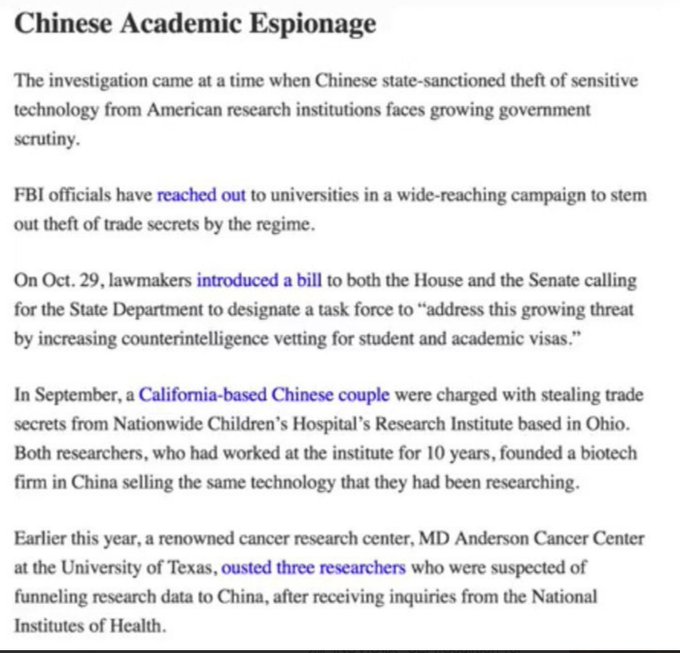 Chinese Academic Espionage
The investigation came at a time when Chinese state-sanctioned theft of sensitive
technology from American research institutions faces growing government
scrutiny.
FBI officials have reached out to universities in a wide-reaching campaign to stem
out theft of trade secrets by the regime.
On Oct. 29, lawmakers introduced a bill to both the House and the Senate calling
for the State Department to designate a task force to “address this growing threat
by increasing counterintelligence vetting for student and academic visas.”
In September, a California-based Chinese couple were charged with stealing trade
secrets from Nationwide Children’s Hospital’s Research Institute based in Ohio.
Both researchers, who had worked at the institute for 10 years, founded a biotech
firm in China selling the same technology that they had been researching.
Earlier this year, a renowned cancer research center, MD Anderson Cancer Center
at the University of Texas, ousted three researchers who were suspected of
funneling research data to China, after receiving inquiries from the National
Institutes of Health.